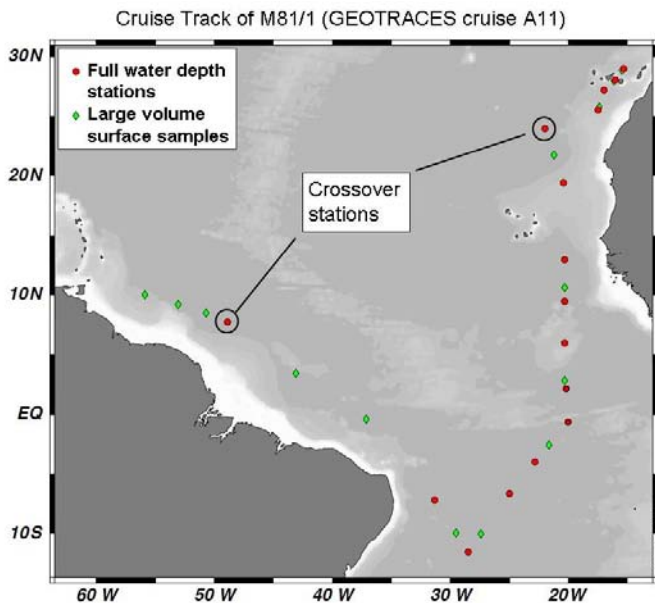 Cruise Track of M81/1 (GEOTRACES cruise A11)
30N
Full water depth
stations
Large volume
surface samples
20N
Crossover
stations
10N
EQ
10S
60 W
50 W
40 W
30 W
20 W